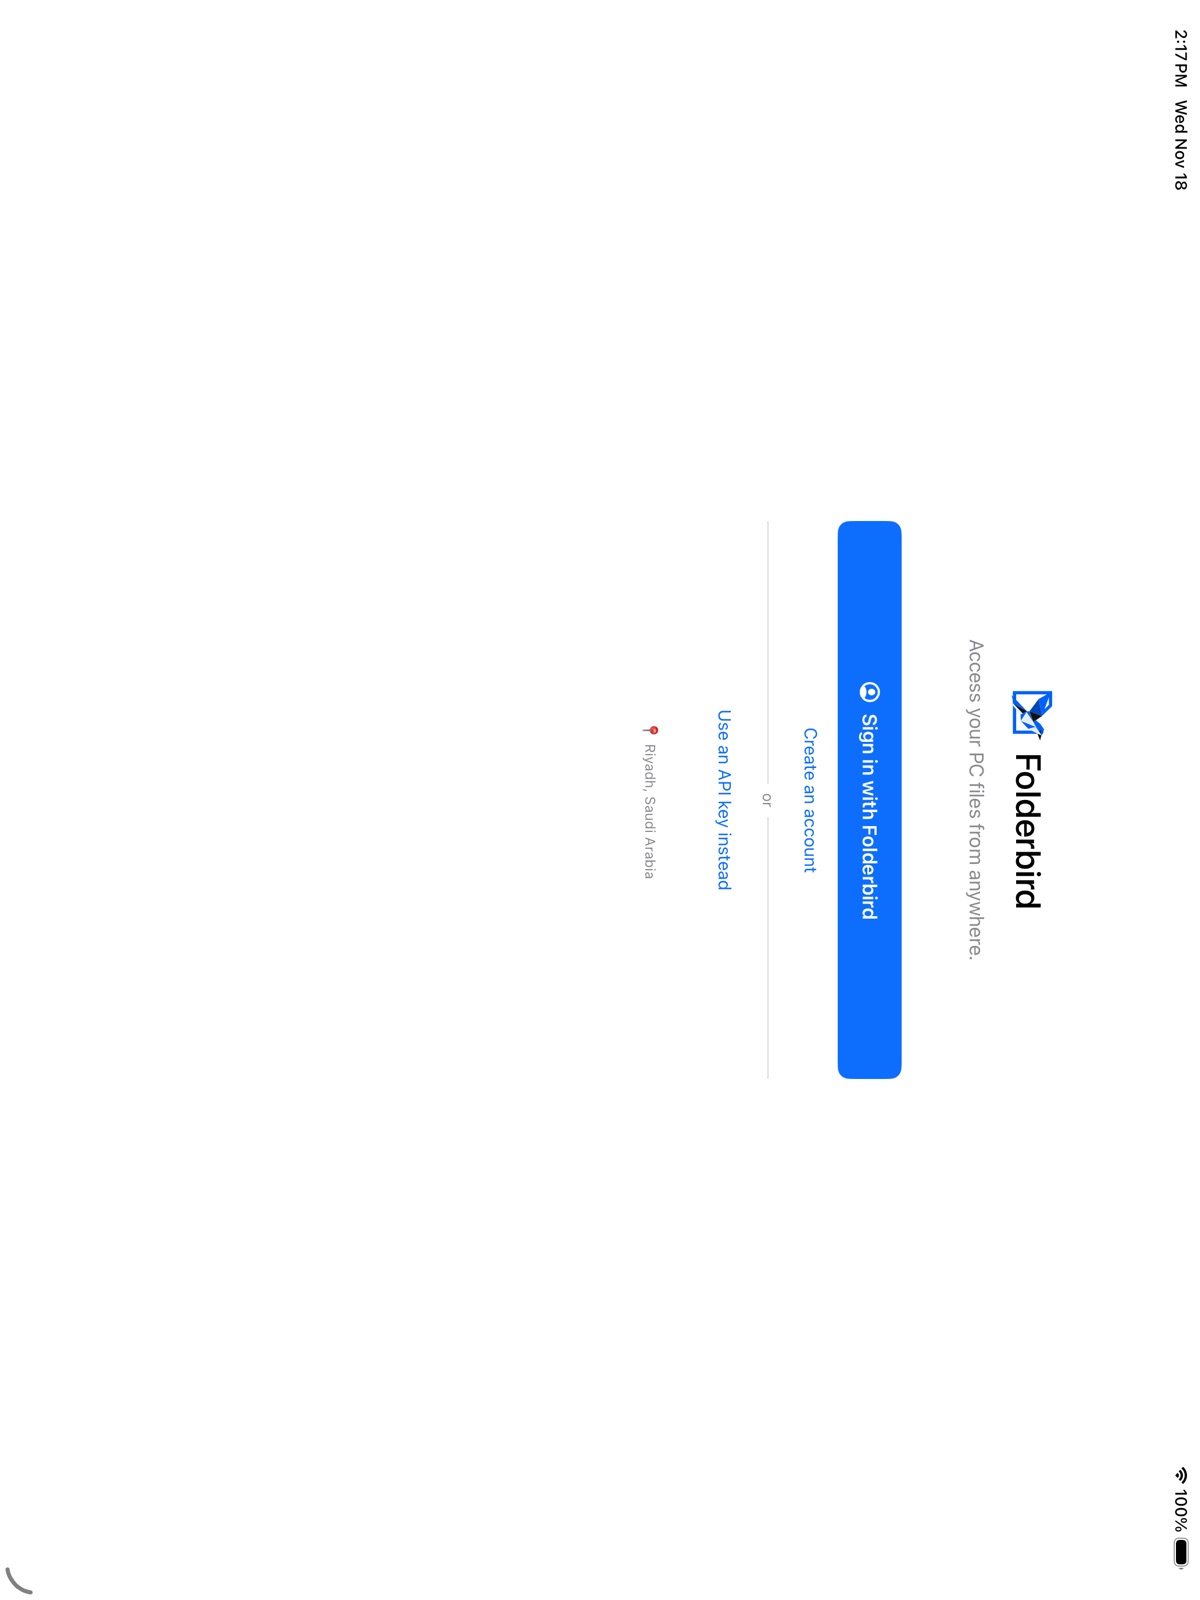 2:17 PM Wed Nov 18
100%
Folderbird
Access your PC files from anywhere.
Sign in with Folderbird
Create an account
or
Use an API key instead
Riyadh, Saudi Arabia